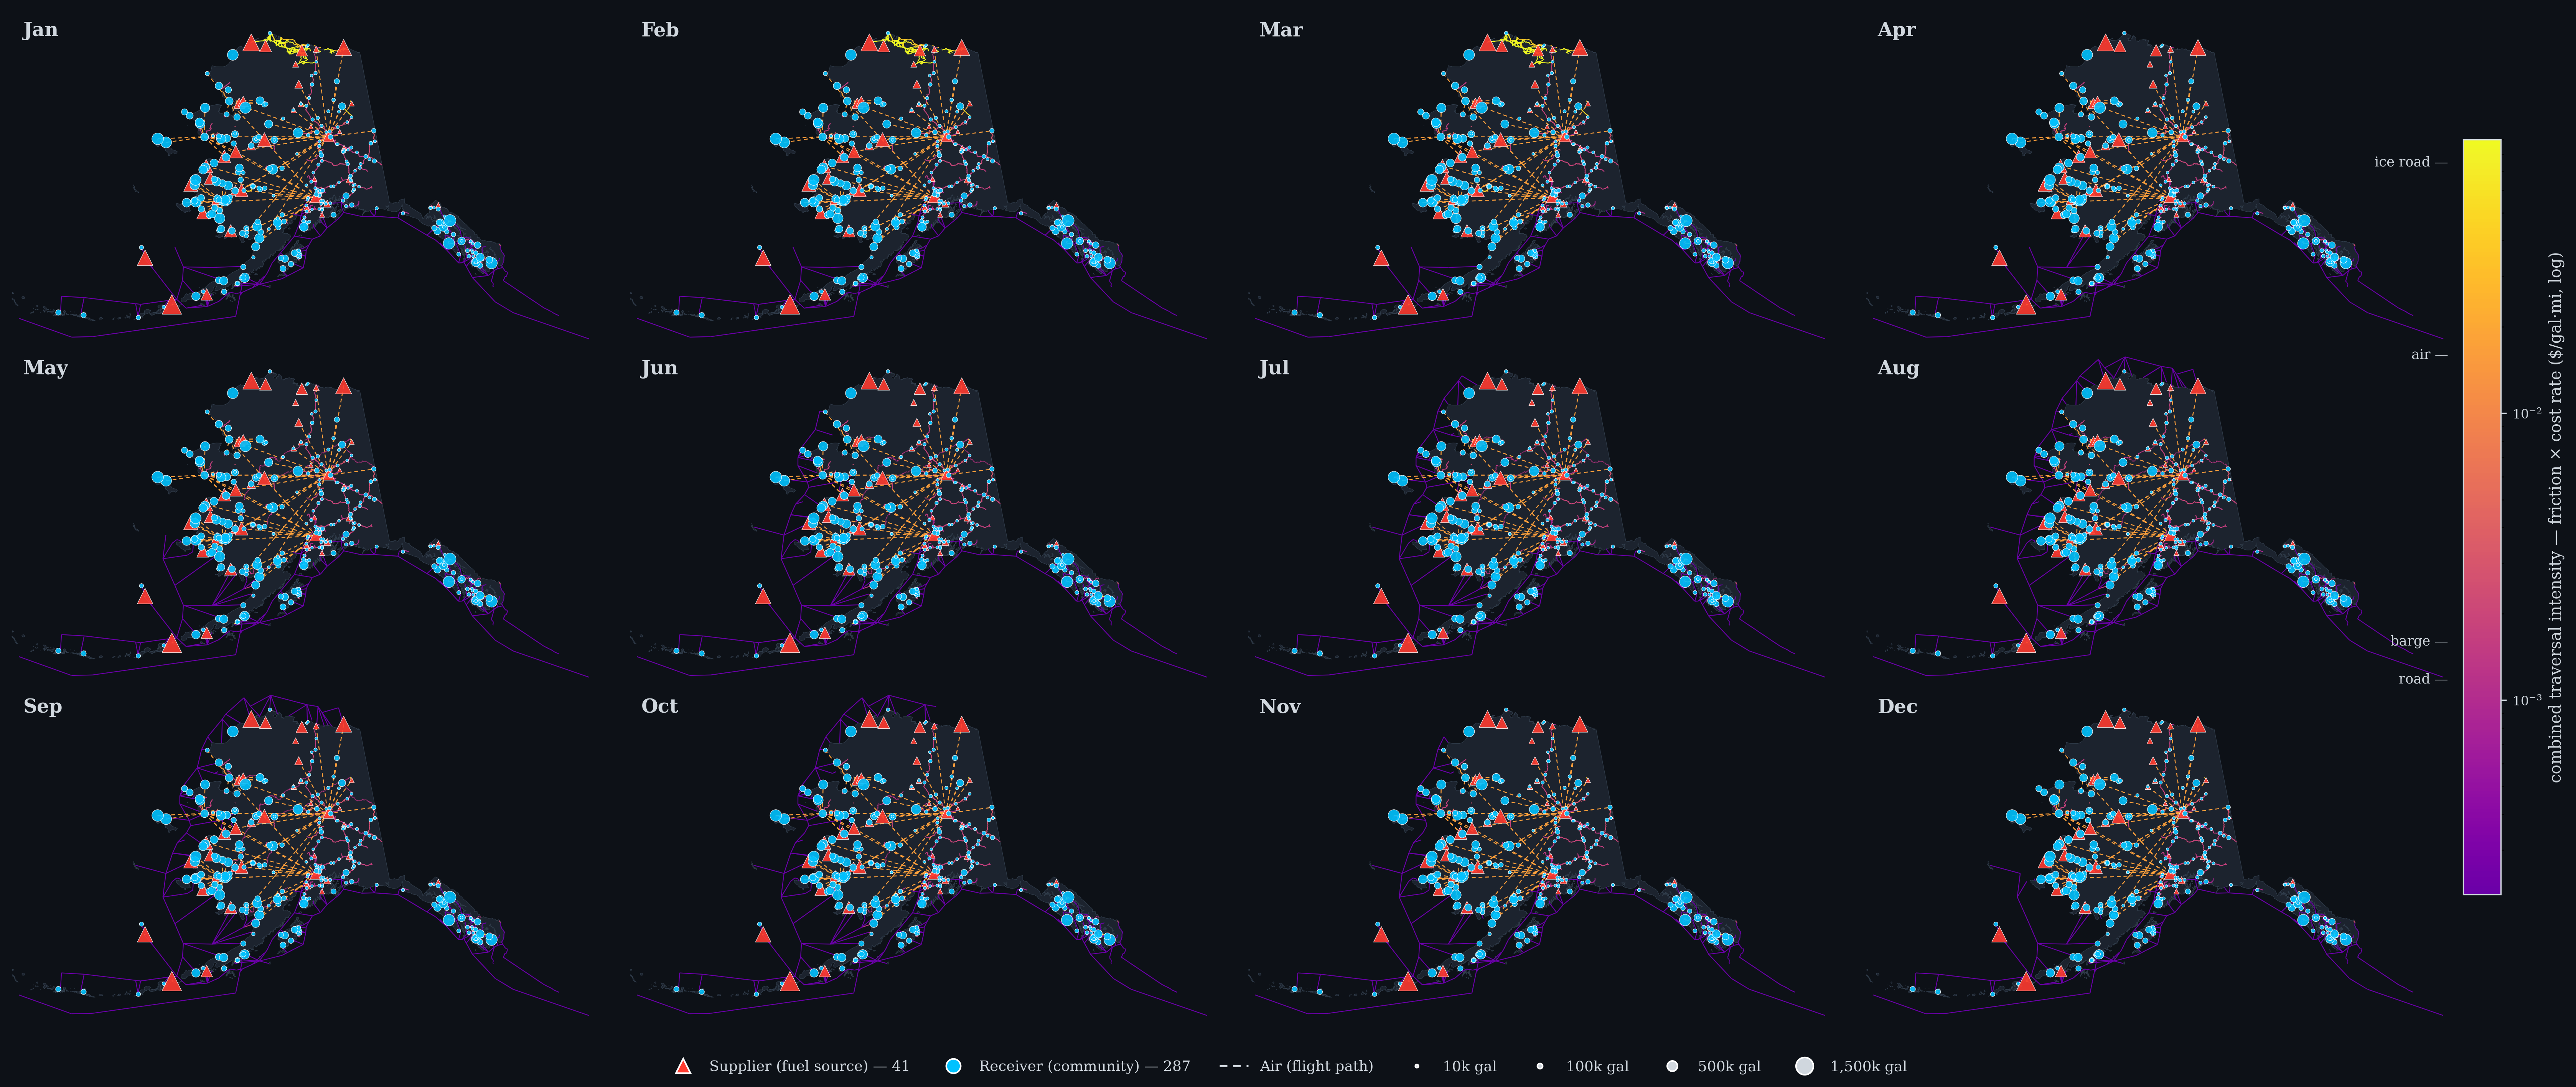 Jan
Feb
Mar
Apr
ice road
air
May
Jun
Jul
Aug
barge
road
Sep
Oct
Nov
Dec
10⁻²
10⁻³
combined traversal intensity — friction × cost rate ($/gal·mi, log)
Supplier (fuel source) — 41
Receiver (community) — 287
Air (flight path)
10k gal
100k gal
500k gal
1,500k gal